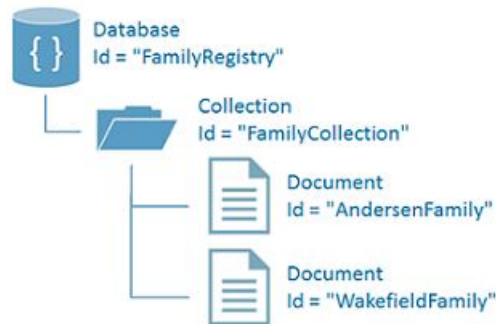 { }
Database
Id = "FamilyRegistry"
Collection
Id = "FamilyCollection"
Document
Id = "AndersenFamily"
Document
Id = "WakefieldFamily"